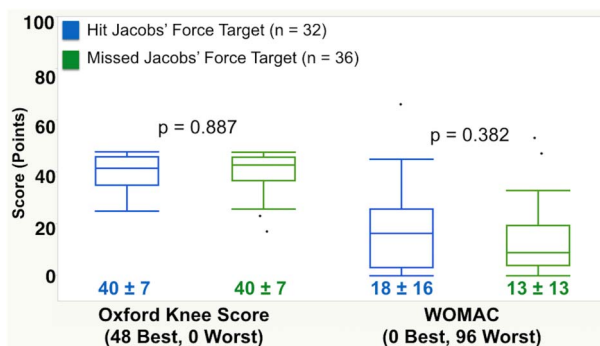 100
80
60
40
20
0
Score (Points)
Hit Jacobs' Force Target (n = 32)
Missed Jacobs' Force Target (n = 36)
p = 0.887
p = 0.382
40 ± 7
40 ± 7
18 ± 16
13 ± 13
Oxford Knee Score
(48 Best, 0 Worst)
WOMAC
(0 Best, 96 Worst)